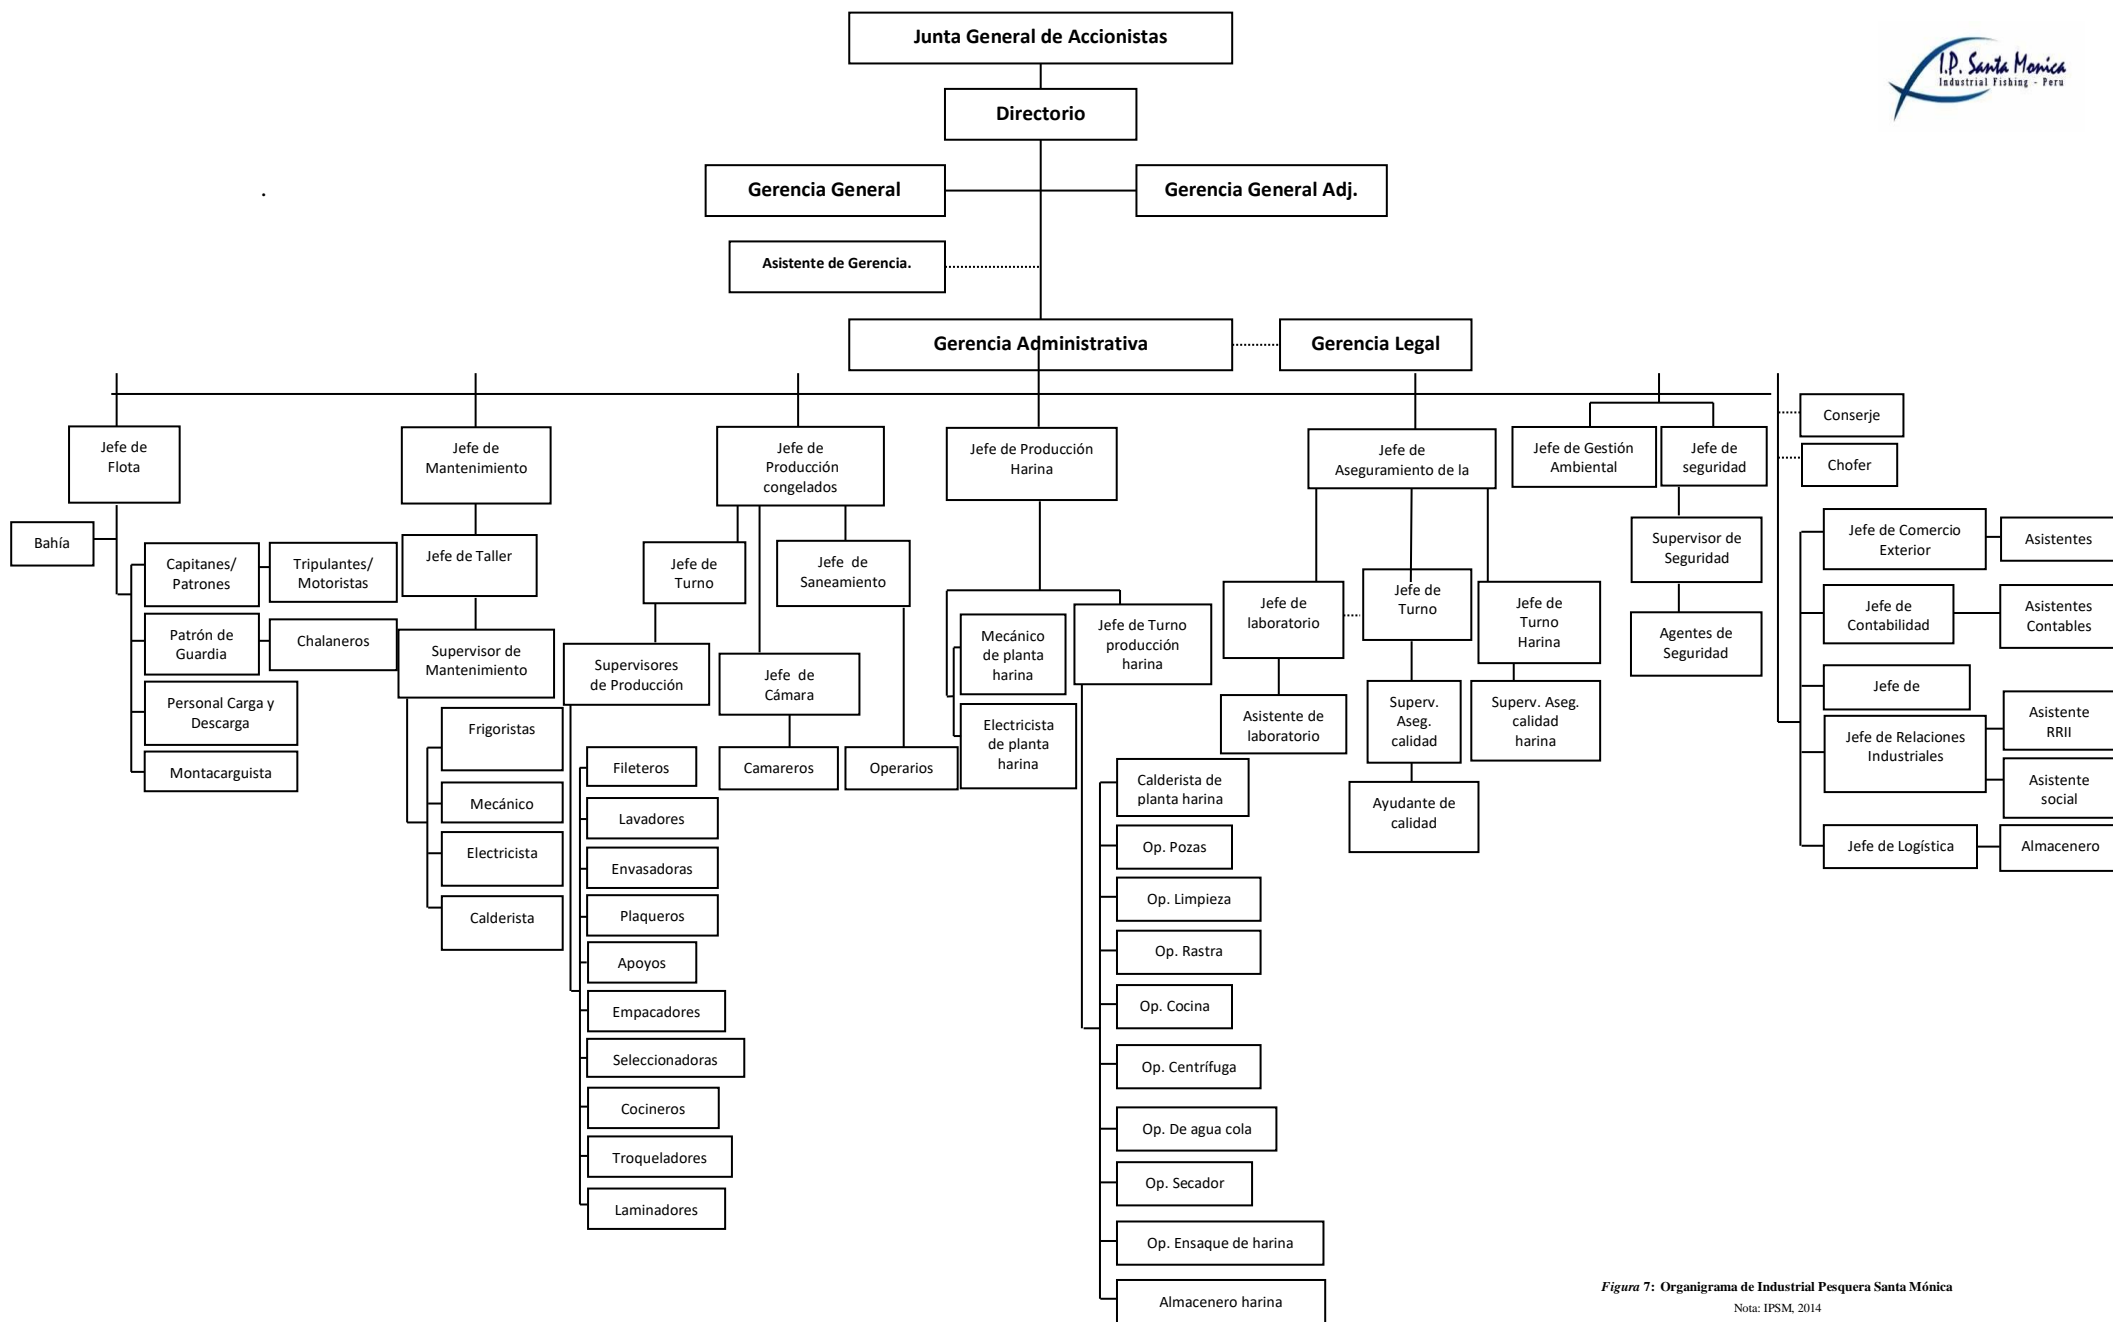 Junta General de Accionistas
I.P. Santa Monica
Industrial Fishing - Peru
Directorio
Gerencia General
Gerencia General Adj.
.
Asistente de Gerencia.
Gerencia Administrativa
Gerencia Legal
Jefe de
Flota
Bahía
Capitanes/
Patrones
Tripulantes/
Motoristas
Patrón de
Guardia
Chalaneros
Personal Carga y
Descarga
Montacarguista
Jefe de
Mantenimiento
Jefe de Taller
Supervisor de
Mantenimiento
Frigoristas
Mecánico
Electricista
Calderista
Jefe de
Producción
congelados
Jefe de
Turno
Supervisores
de Producción
Fileteros
Lavadores
Envasadoras
Plaqueros
Apoyos
Empacadores
Seleccionadoras
Cocineros
Troqueladores
Laminadores
Jefe de
Cámara
Camareros
Jefe de
Saneamiento
Operarios
Jefe de Producción
Harina
Mecánico
de planta
harina
Electricista
de planta
harina
Jefe de Turno
producción
harina
Calderista de
planta harina
Op. Pozas
Op. Limpieza
Op. Rastra
Op. Cocina
Op. Centrífuga
Op. De agua cola
Op. Secador
Op. Ensaque de harina
Almacenero harina
Jefe de
Aseguramiento de la
Jefe de
laboratorio
Asistente de
laboratorio
Jefe de
Turno
Superv.
Aseg.
calidad
Ayudante de
calidad
Jefe de
Turno
Harina
Superv. Aseg.
calidad
harina
Jefe de Gestión
Ambiental
Jefe de
seguridad
Supervisor de
Seguridad
Agentes de
Seguridad
Conserje
Chofer
Jefe de Comercio
Exterior
Asistentes
Jefe de
Contabilidad
Asistentes
Contables
Jefe de
Jefe de Relaciones
Industriales
Asistente
RRII
Asistente
social
Jefe de Logística
Almacenero
Figura 7: Organigrama de Industrial Pesquera Santa Mónica
Nota: IPSM, 2014